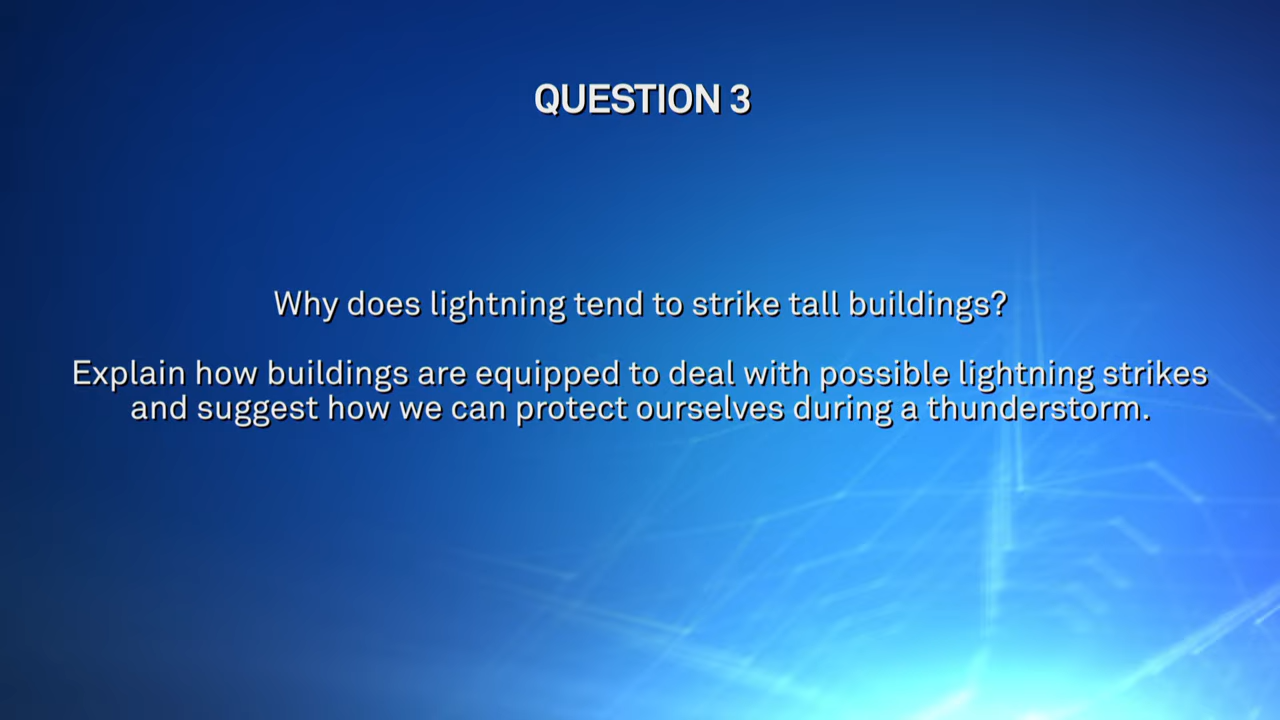 QUESTION 3
Why does lightning tend to strike tall buildings?
Explain how buildings are equipped to deal with possible lightning strikes
and suggest how we can protect ourselves during a thunderstorm.